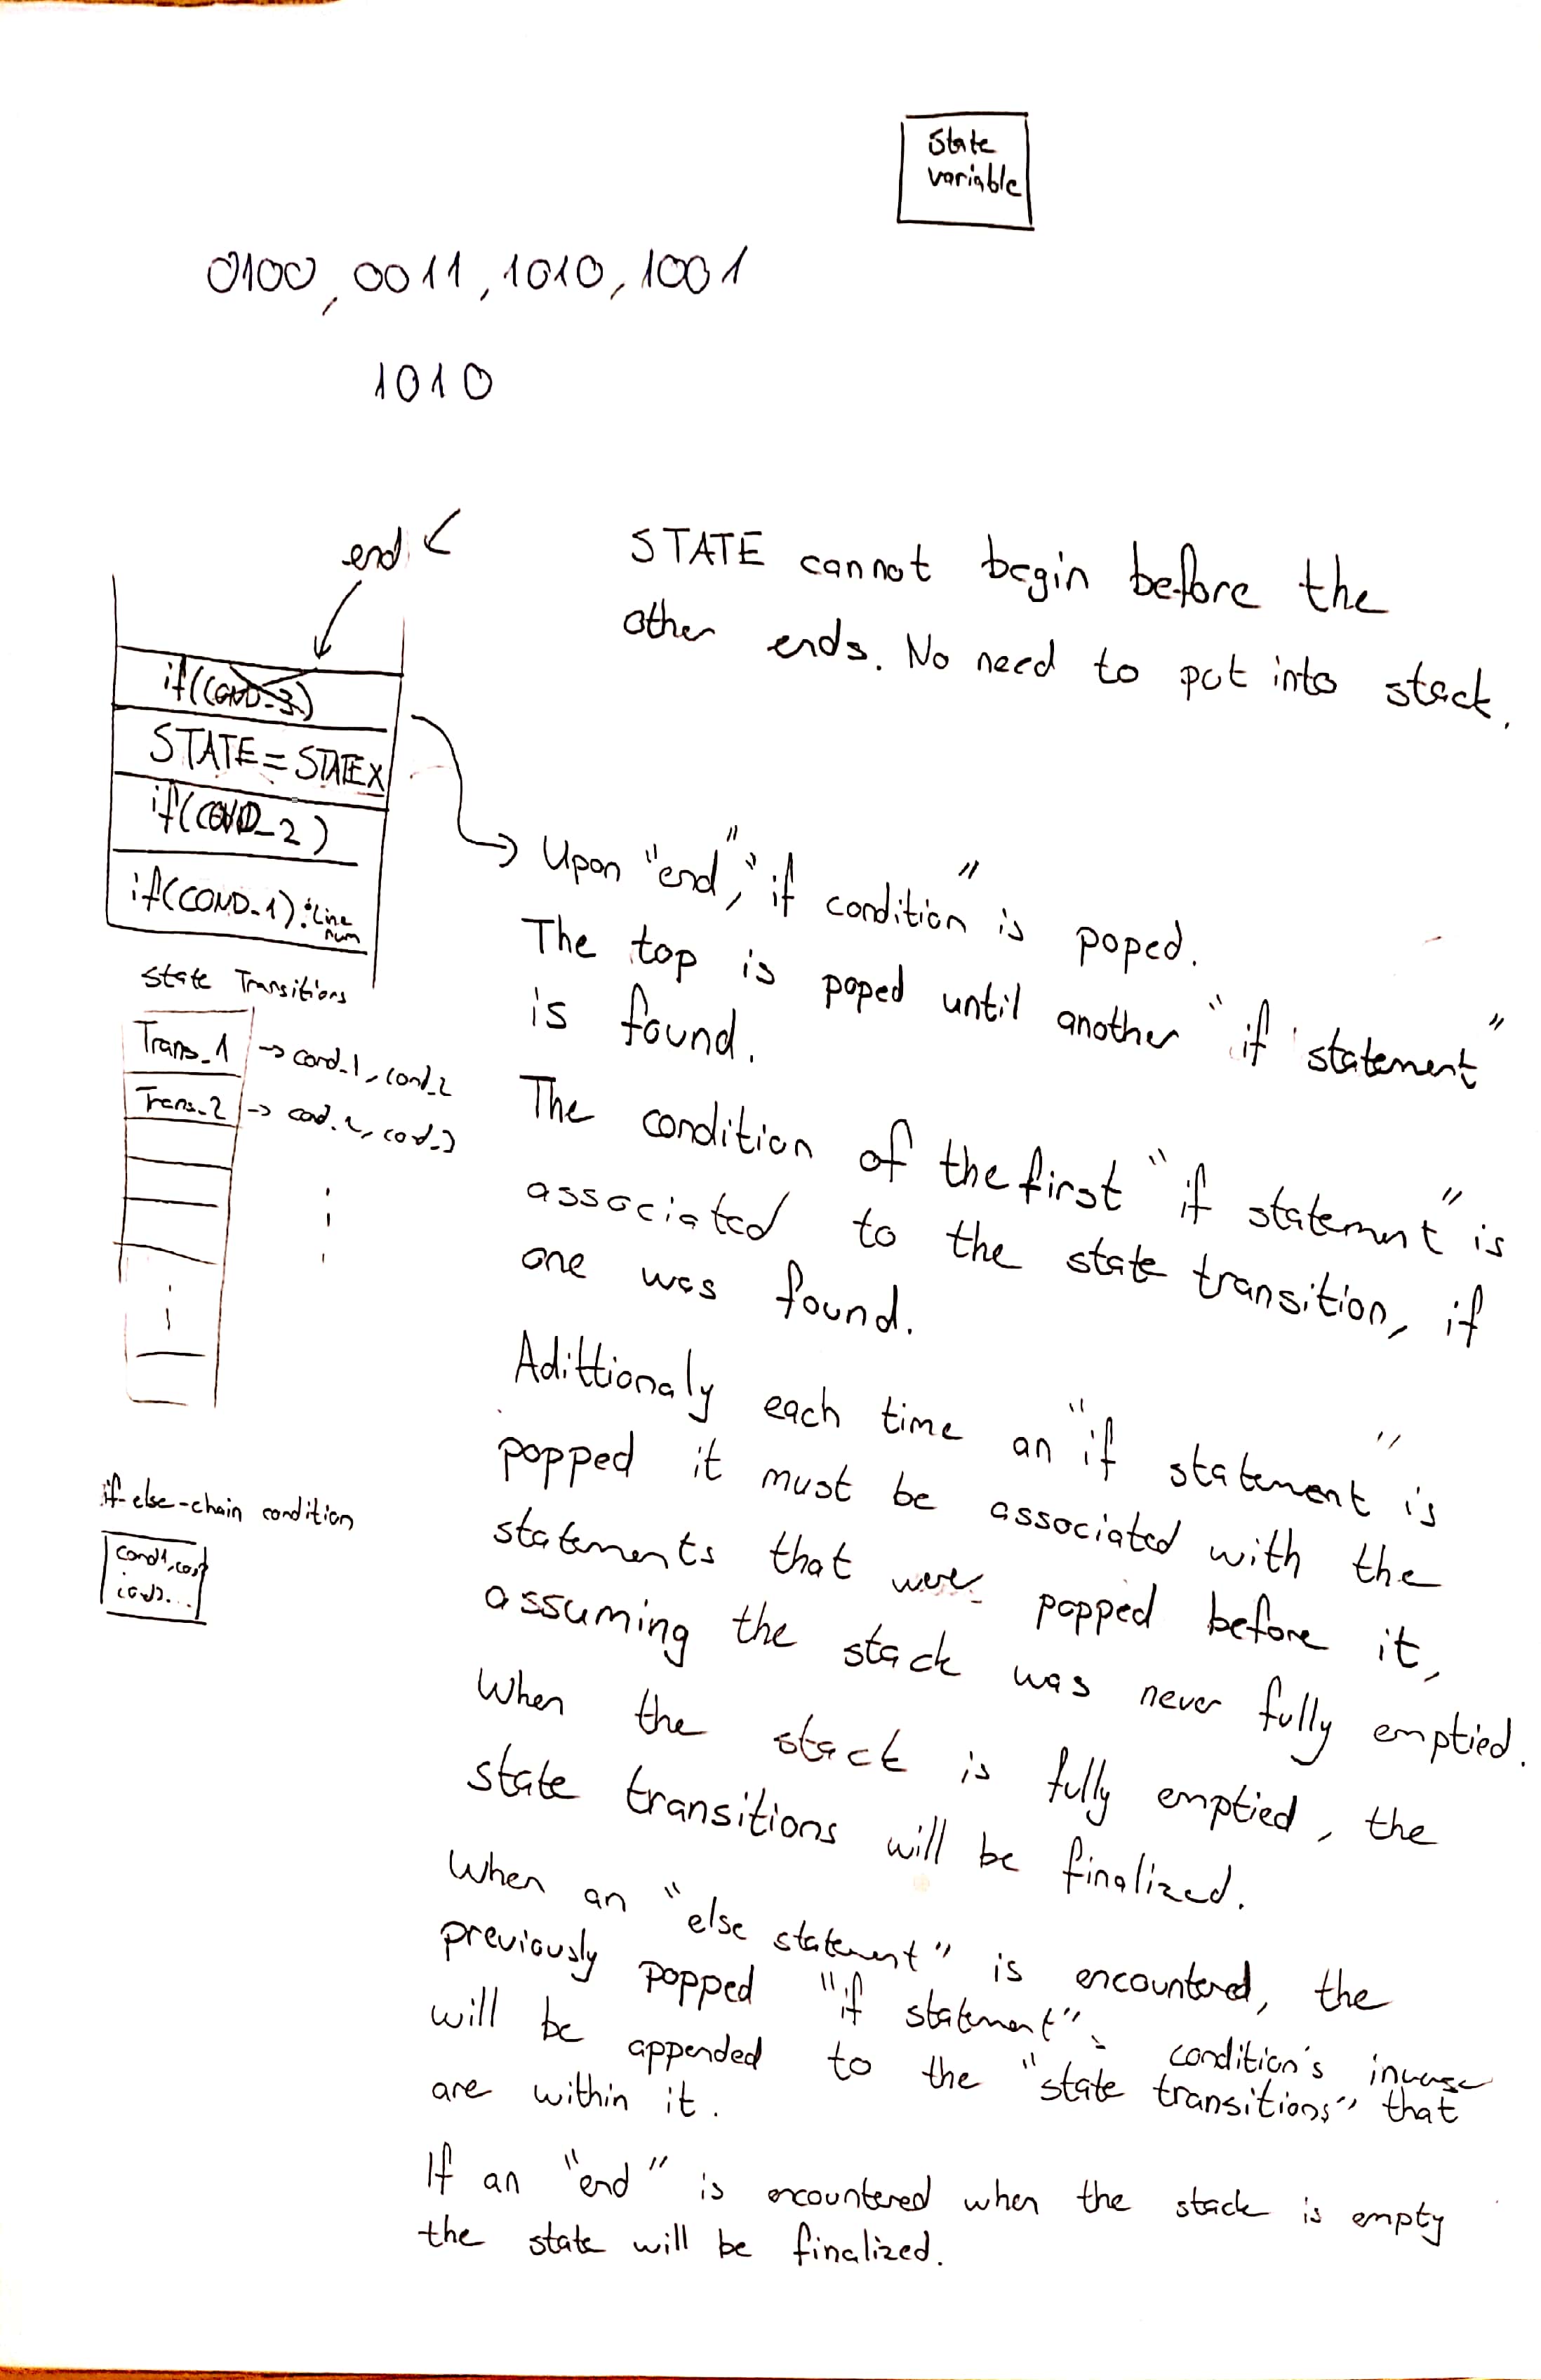 State
variable
0100, 0011, 1010, 1001
1010
end
STATE cannot begin before the
other ends. No need to put into stack.
if(COND_3)
STATE = STATEX
if(COND_2)
if(COND_1):Line
num
State Transitions
Trans_1 → cond_1, cond_2
Trans_2 → cond_2, cond_3
if-else-chain condition
cond1,
Upon "end", "if condition" is poped.
The top is poped until another "if statement"
is found.
The condition of the first "if statement" is
associated to the state transition, if
one was found.
Adittionaly each time an "if statement" is
popped it must be associated with the
statements that were popped before it,
assuming the stack was never fully emptied.
When the stack is fully emptied, the
state transitions will be finalized.
When an "else statement" is encountered, the
previously popped "if statement"s condition's inverse
will be appended to the "state transitions" that
are within it.
If an "end" is encountered when the stack is empty
the state will be finalized.